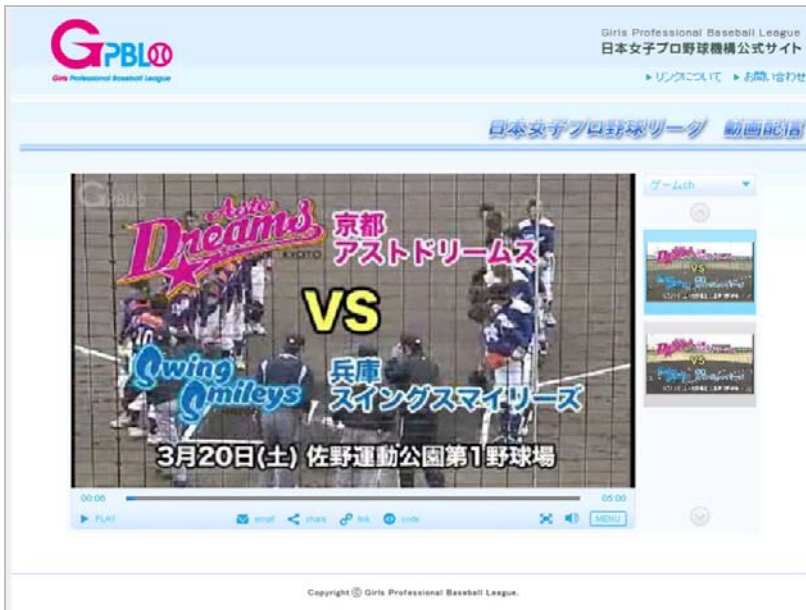 GPBL
Girls Professional Baseball League
Girls Professional Baseball League
日本女子プロ野球機構公式サイト
リンクについて お問い合わせ
日本女子プロ野球リーグ 動画配信
GPBL
Asto
Dreams
KYOTO
京都
アストドリームス
VS
Swing
Smileys
兵庫
スイングスマイリーズ
3月20日(土) 佐野運動公園第1野球場
00:06
05:00
PLAY
email
share
link
code
MENU
ゲームch
Dreams
VS
Dreams
VS
Copyright © Girls Professional Baseball League.